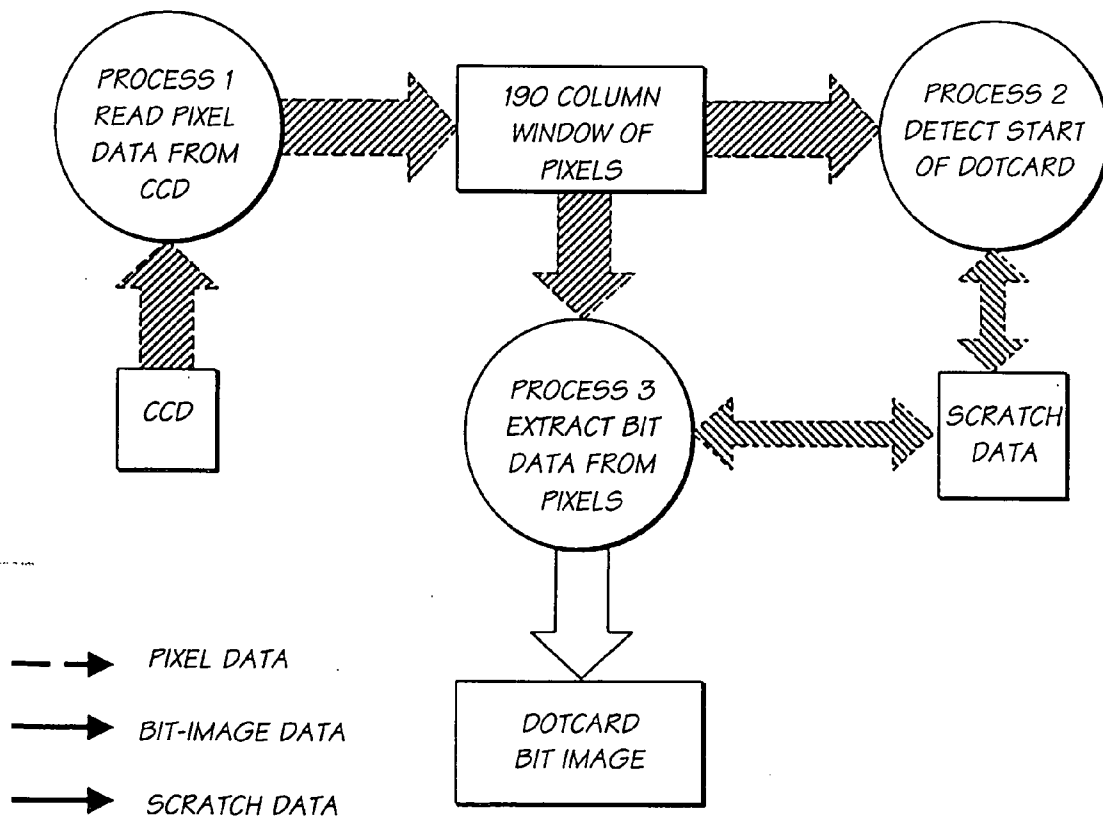 PROCESS 1
READ PIXEL
DATA FROM
CCD
190 COLUMN
WINDOW OF
PIXELS
PROCESS 2
DETECT START
OF DOTCARD
CCD
PROCESS 3
EXTRACT BIT
DATA FROM
PIXELS
SCRATCH
DATA
DOTCARD
BIT IMAGE
PIXEL DATA
BIT-IMAGE DATA
SCRATCH DATA